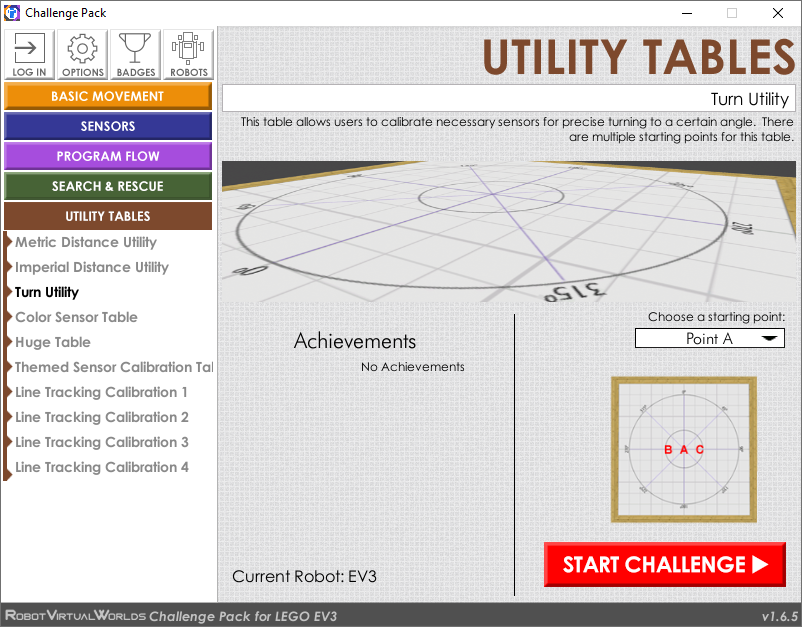 Challenge Pack
LOG IN
OPTIONS
BADGES
ROBOTS
BASIC MOVEMENT
SENSORS
PROGRAM FLOW
SEARCH & RESCUE
UTILITY TABLES
Metric Distance Utility
Imperial Distance Utility
Turn Utility
Color Sensor Table
Huge Table
Themed Sensor Calibration Tal
Line Tracking Calibration 1
Line Tracking Calibration 2
Line Tracking Calibration 3
Line Tracking Calibration 4
UTILITY TABLES
Turn Utility
This table allows users to calibrate necessary sensors for precise turning to a certain angle. There
are multiple starting points for this table.
315°
Achievements
No Achievements
Current Robot: EV3
Choose a starting point:
Point A
B A C
START CHALLENGE
ROBOTVIRTUALWORLDS Challenge Pack for LEGO EV3
v1.6.5